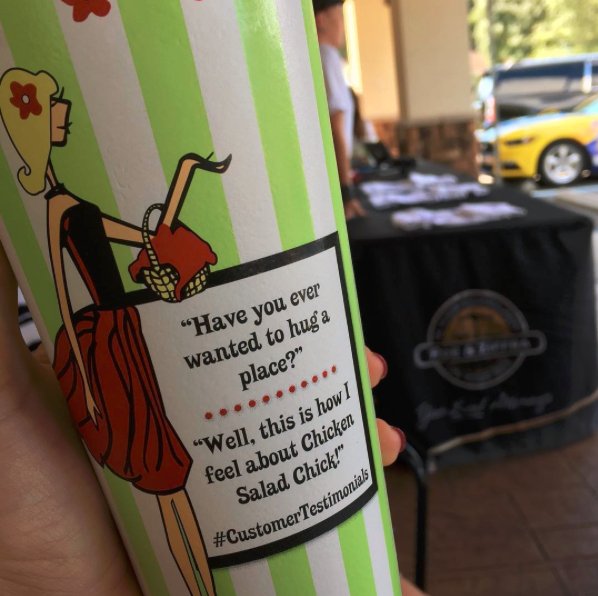 “Have you ever
wanted to hug a
place?”
“Well, this is how I
feel about Chicken
Salad Chick!”
#CustomerTestimonials